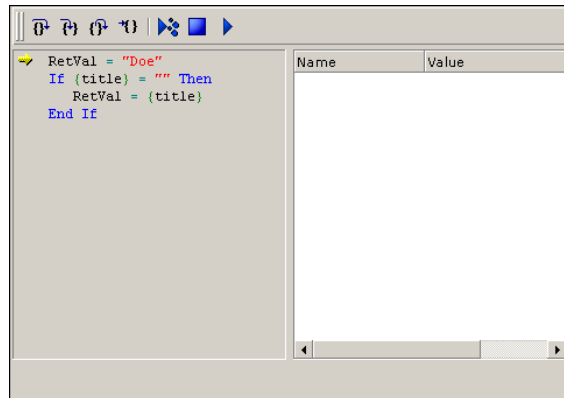 RetVal = "Doe"
If {title} = "" Then
RetVal = {title}
End If
Name Value